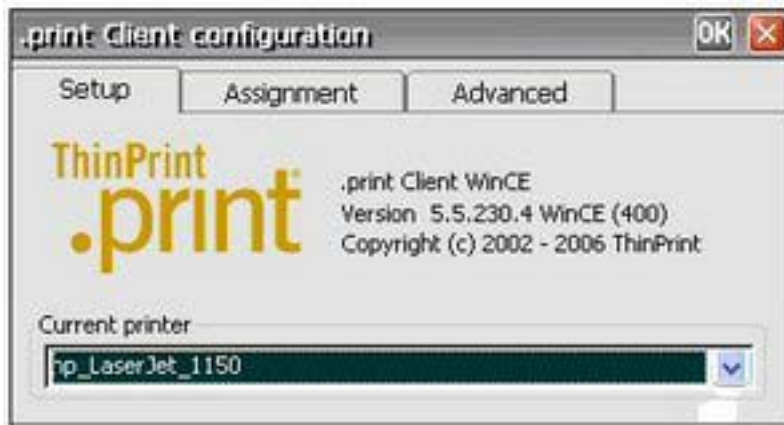 .print Client configuration OK
Setup Assignment Advanced
ThinPrint
.print
.print Client WinCE
Version 5.5.230.4 WinCE (400)
Copyright (c) 2002 - 2006 ThinPrint
Current printer
hp_LaserJet_1150